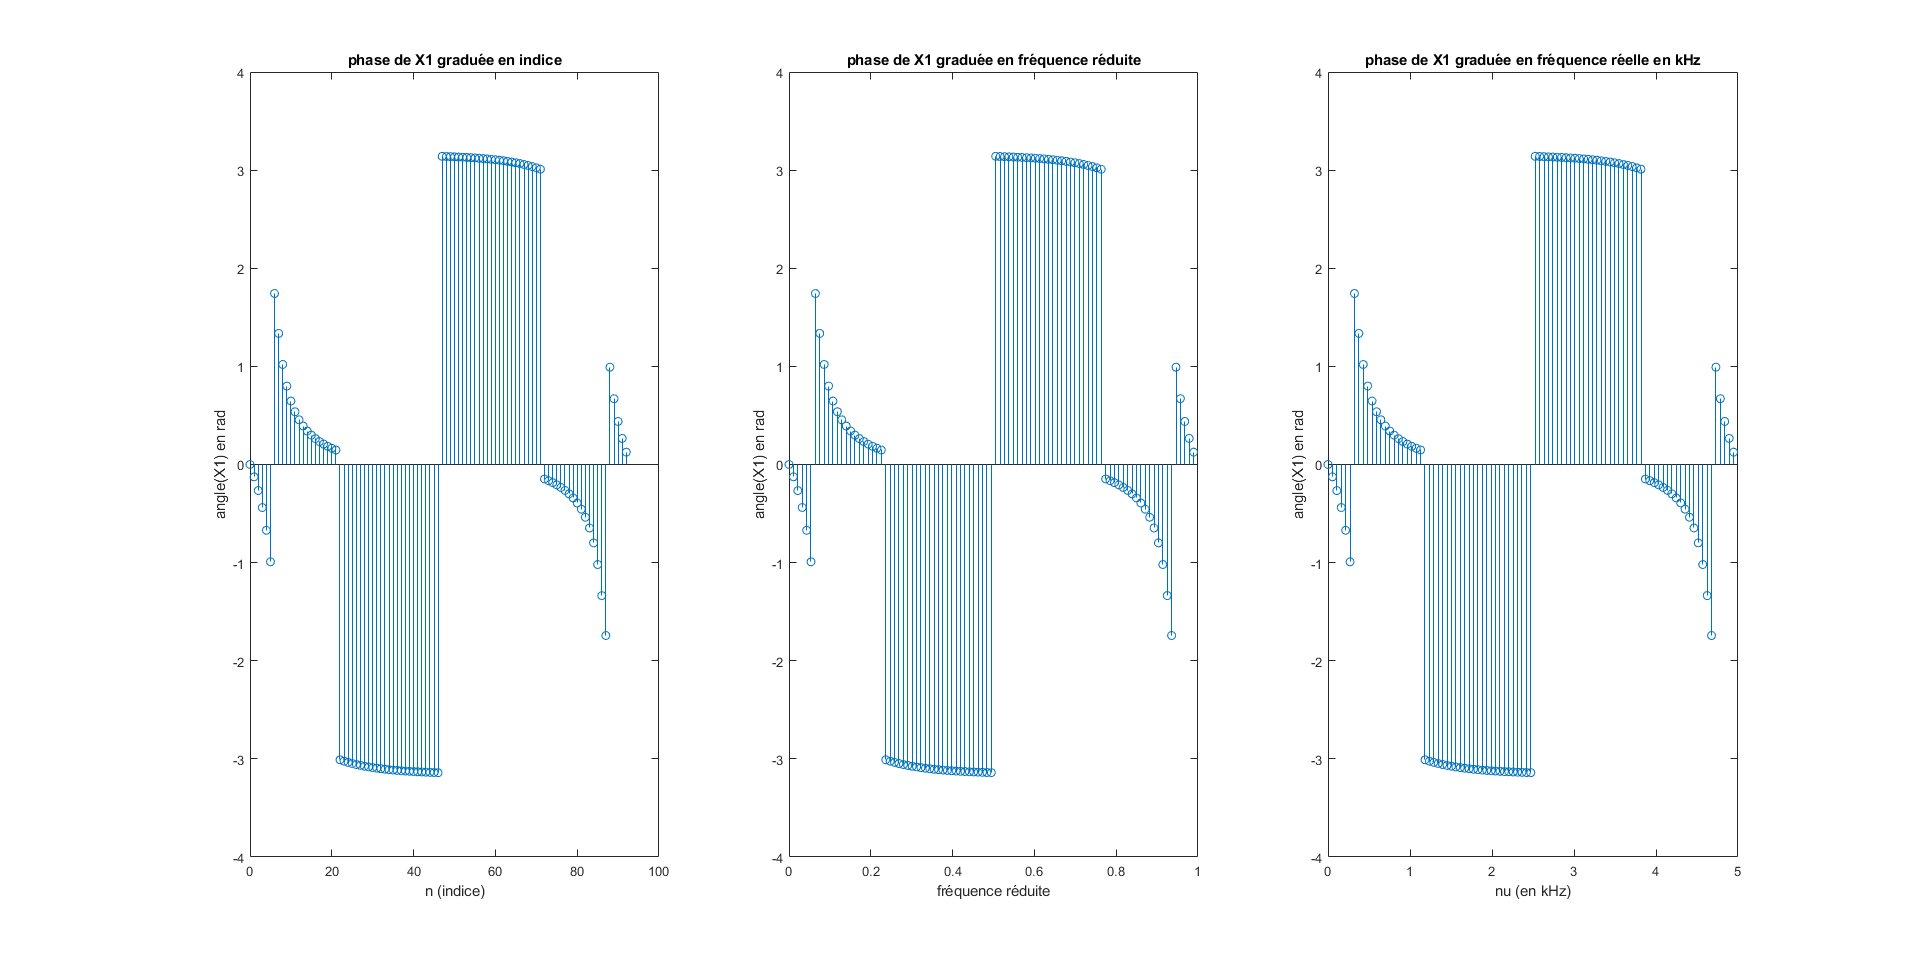 phase de X1 graduée en indice
4
3
2
1
0
-1
-2
-3
-4
angle(X1) en rad
0 20 40 60 80 100
n (indice)
phase de X1 graduée en fréquence réduite
4
3
2
1
0
-1
-2
-3
-4
angle(X1) en rad
0 0.2 0.4 0.6 0.8 1
fréquence réduite
phase de X1 graduée en fréquence réelle en kHz
4
3
2
1
0
-1
-2
-3
-4
angle(X1) en rad
0 1 2 3 4 5
nu (en kHz)